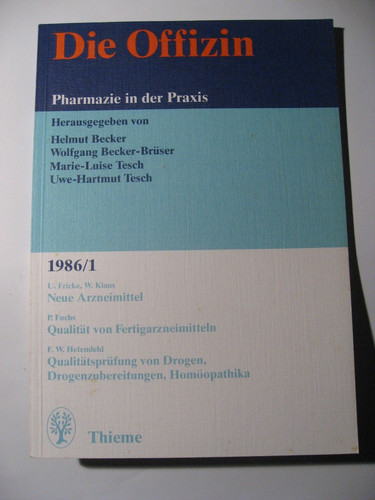 Die Offizin
Pharmazie in der Praxis
Herausgegeben von
Helmut Becker
Wolfgang Becker-Brüser
Marie-Luise Tesch
Uwe-Hartmut Tesch
1986/1
U. Fricke, W. Klaus
Neue Arzneimittel
P. Fuchs
Qualität von Fertigarzneimitteln
F. W. Hefendehl
Qualitätsprüfung von Drogen,
Drogenzubereitungen, Homöopathika
Thieme